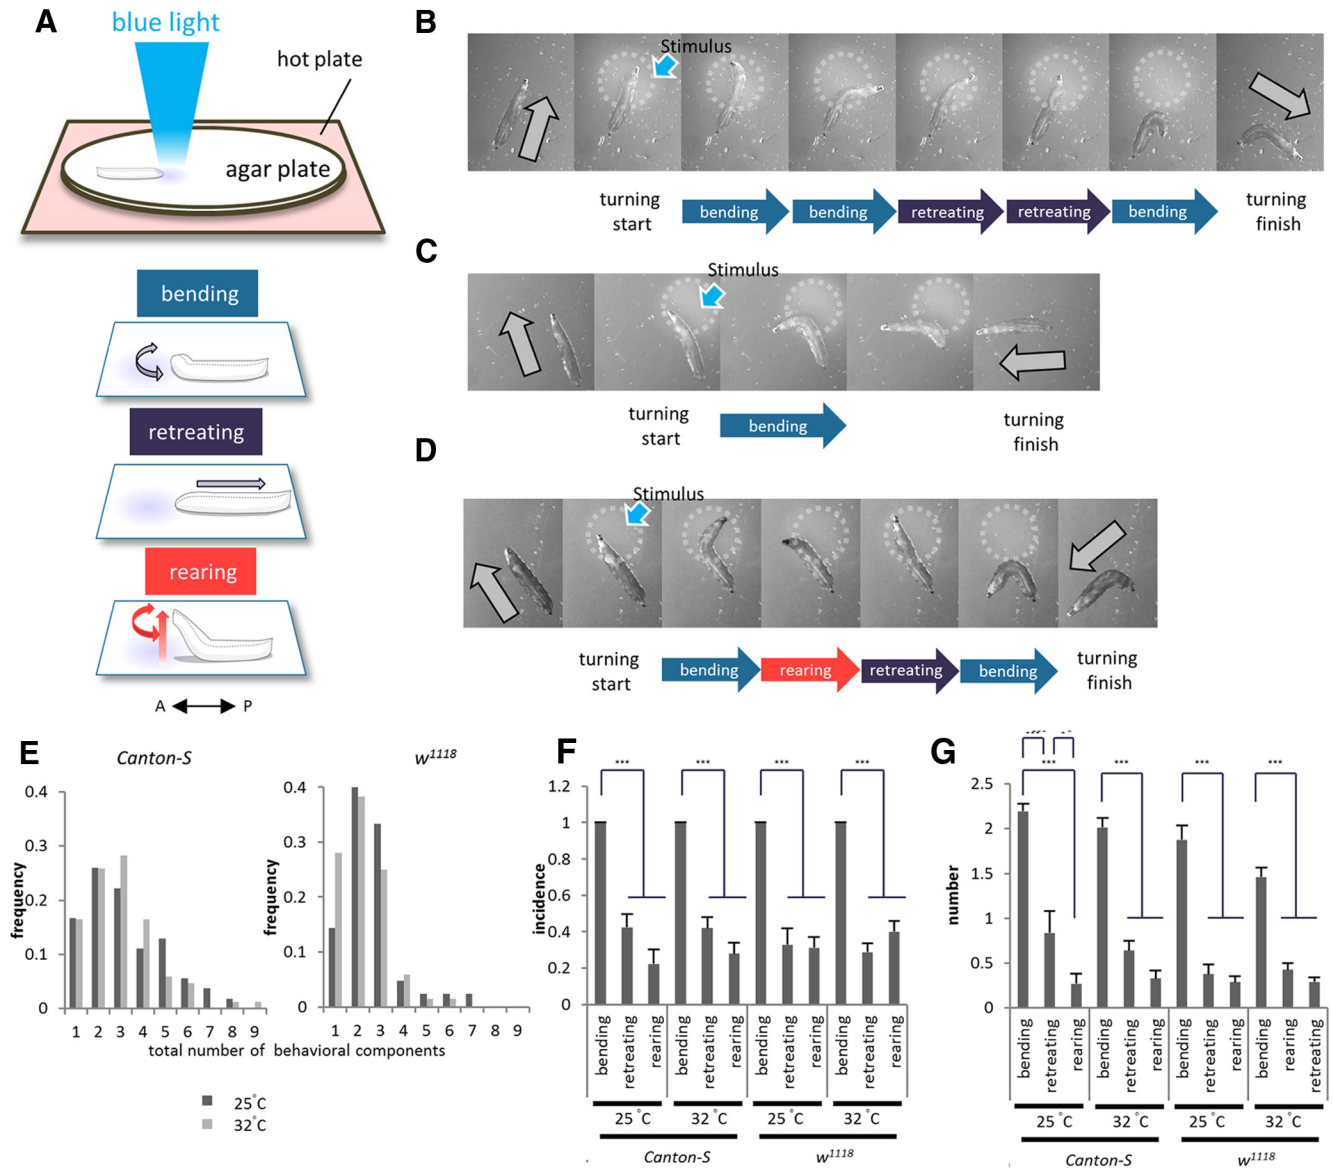 A
blue light
hot plate
agar plate
bending
retreating
rearing
A P
B
Stimulus
turning start
bending
bending
retreating
retreating
bending
turning finish
C
Stimulus
turning start
bending
turning finish
D
Stimulus
turning start
bending
rearing
retreating
bending
turning finish
E
Canton-S
w1118
frequency
0.4
0.3
0.2
0.1
0
1 2 3 4 5 6 7 8 9
frequency
0.4
0.3
0.2
0.1
0
1 2 3 4 5 6 7 8 9
total number of behavioral components
25°C
32°C
F
incidence
1.2
1
0.8
0.6
0.4
0.2
0
*** *** *** ***
bending retreating rearing bending retreating rearing bending retreating rearing bending retreating rearing
25 °C 32 °C 25 °C 32 °C
Canton-S w1118
G
number
2.5
2
1.5
1
0.5
0
*** *** *** ***
bending retreating rearing bending retreating rearing bending retreating rearing bending rearing retreating
25 °C 32 °C 25 °C 32 °C
Canton-S w1118